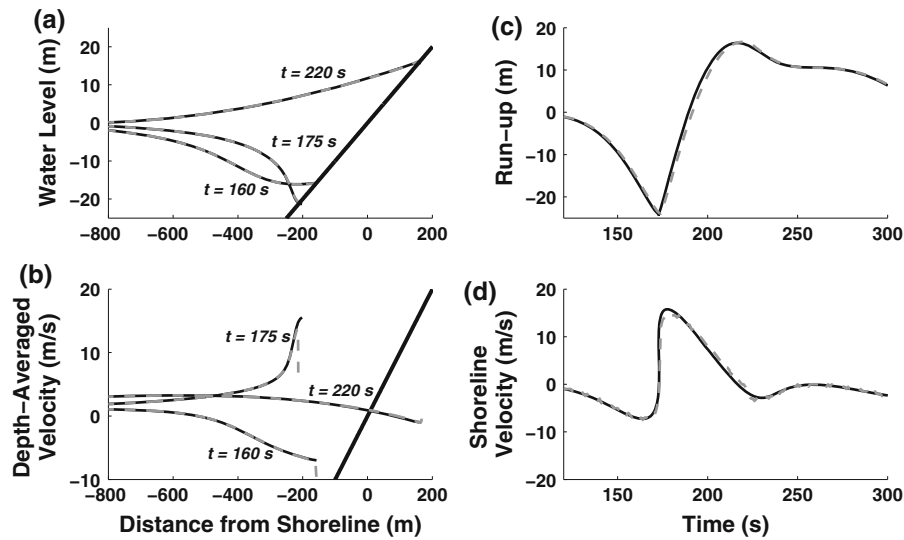 (a)
Water Level (m)
20
10
0
−10
−20
t = 220 s
t = 175 s
t = 160 s
−800 −600 −400 −200 0 200
(b)
Depth−Averaged
Velocity (m/s)
20
10
0
−10
t = 175 s
t = 220 s
t = 160 s
−800 −600 −400 −200 0 200
Distance from Shoreline (m)
(c)
Run−up (m)
20
10
0
−10
−20
150 200 250 300
(d)
Shoreline
Velocity (m/s)
20
10
0
−10
−20
150 200 250 300
Time (s)